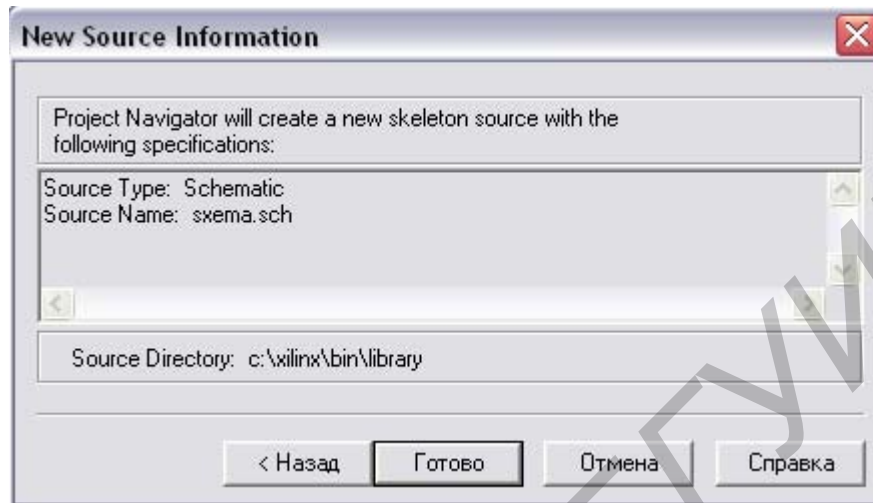 New Source Information
Project Navigator will create a new skeleton source with the
following specifications:
Source Type: Schematic
Source Name: sxema.sch
Source Directory: c:\xilinx\bin\library
< Назад Готово Отмена Справка